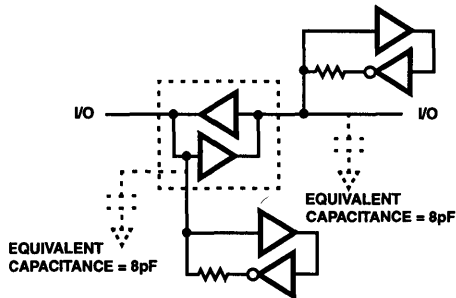 I/O
I/O
EQUIVALENT
CAPACITANCE = 8pF
EQUIVALENT
CAPACITANCE = 8pF